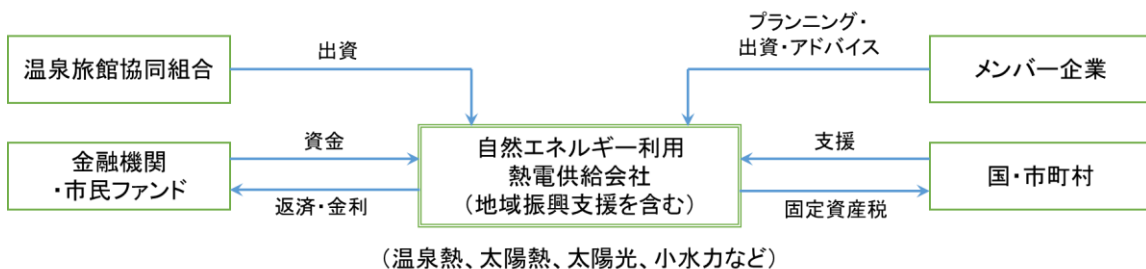 温泉旅館協同組合
出資
プランニング・
出資・アドバイス
メンバー企業
金融機関
・市民ファンド
資金
返済・金利
自然エネルギー利用
熱電供給会社
（地域振興支援を含む）
支援
固定資産税
国・市町村
（温泉熱、太陽熱、太陽光、小水力など）